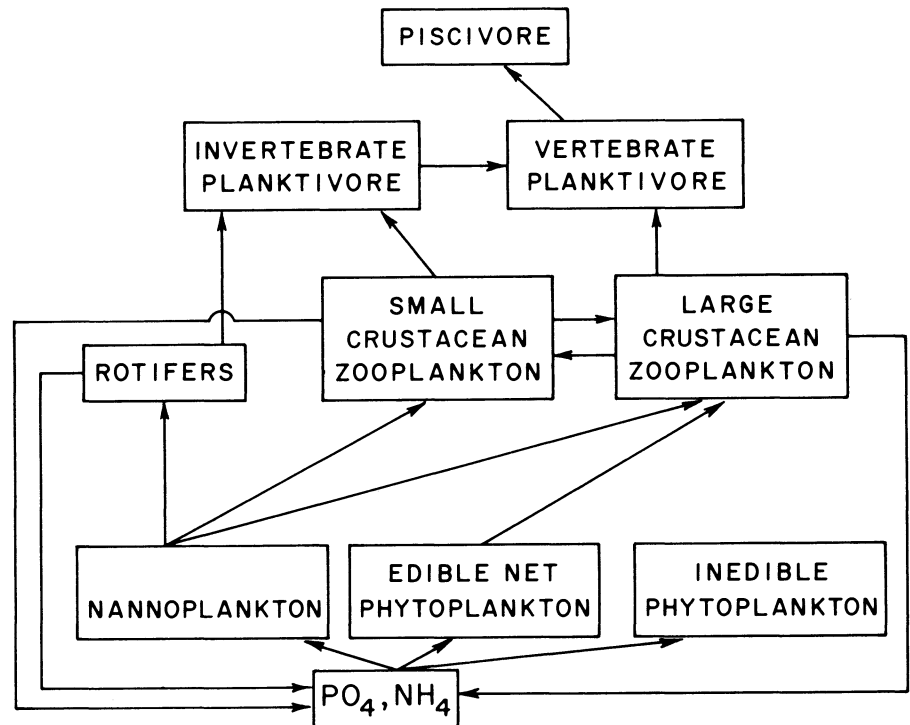 PISCIVORE
INVERTEBRATE
PLANKTIVORE
VERTEBRATE
PLANKTIVORE
SMALL
CRUSTACEAN
ZOOPLANKTON
LARGE
CRUSTACEAN
ZOOPLANKTON
ROTIFERS
NANNOPLANKTON
EDIBLE NET
PHYTOPLANKTON
INEDIBLE
PHYTOPLANKTON
PO4, NH4